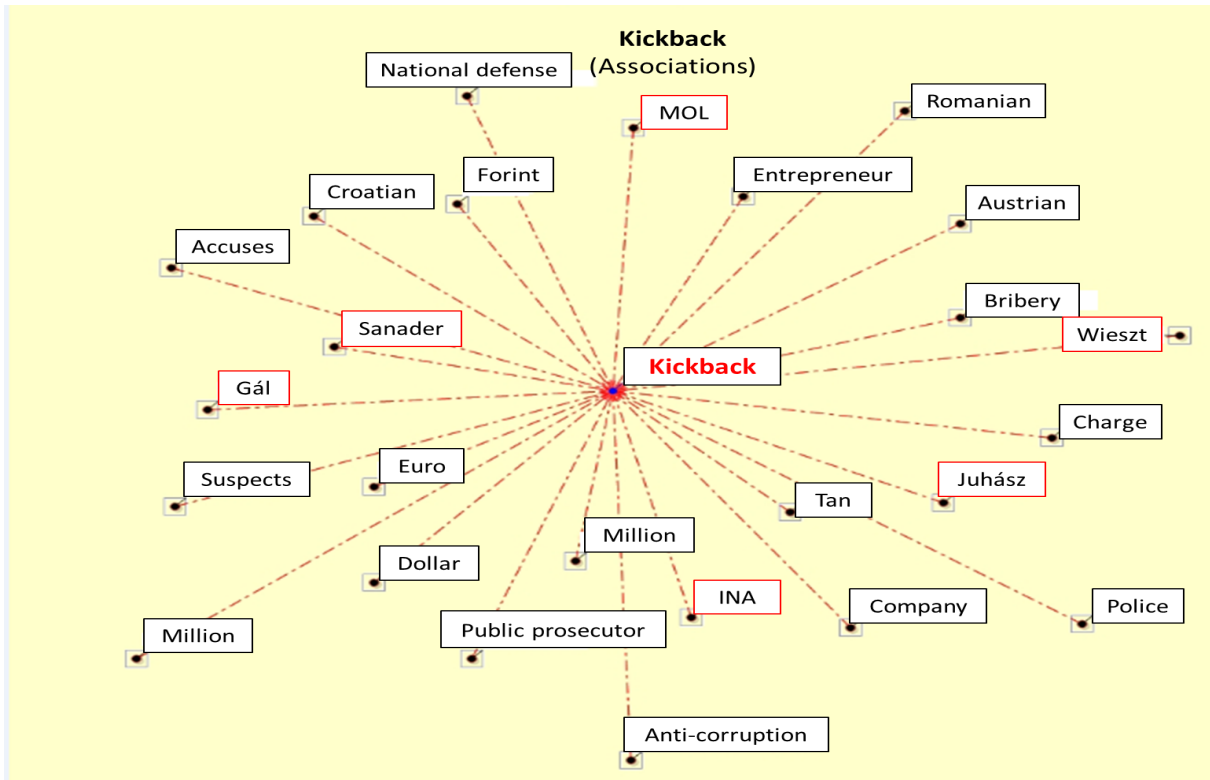 Kickback
(Associations)
National defense
MOL
Romanian
Forint
Entrepreneur
Croatian
Austrian
Accuses
Bribery
Sanader
Wieszt
Kickback
Gál
Charge
Euro
Suspects
Juhász
Tan
Million
Dollar
INA
Company
Police
Million
Public prosecutor
Anti-corruption